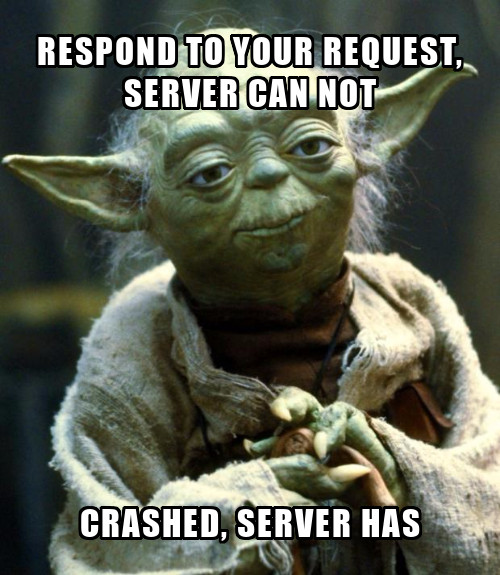 RESPOND TO YOUR REQUEST,
SERVER CAN NOT
CRASHED, SERVER HAS